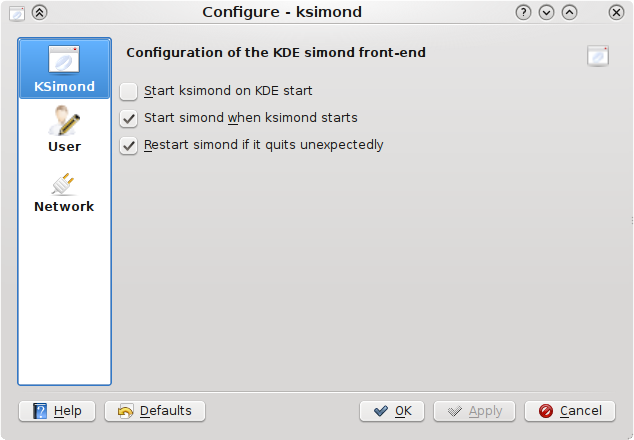 Configure - ksimond
KSimond
User
Network
Configuration of the KDE simond front-end
Start ksimond on KDE start
Start simond when ksimond starts
Restart simond if it quits unexpectedly
Help
Defaults
OK
Apply
Cancel